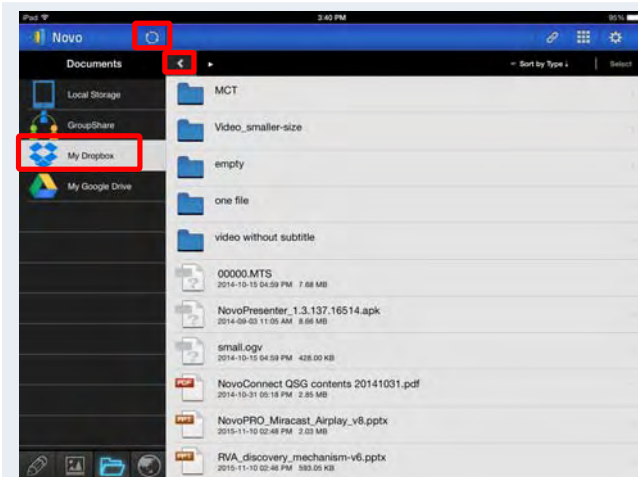 iPad
3:40 PM
95%
Novo
Documents
Sort by Type ↓
Select
Local Storage
GroupShare
My Dropbox
My Google Drive
MCT
Video_smaller-size
empty
one file
video without subtitle
00000.MTS
2014-10-15 04:59 PM 7.68 MB
NovoPresenter_1.3.137.16514.apk
2014-09-03 11:05 AM 8.66 MB
small.ogv
2014-10-15 04:59 PM 428.00 KB
PDF
NovoConnect QSG contents 20141031.pdf
2014-10-31 05:18 PM 2.85 MB
PPT
NovoPRO_Miracast_Airplay_v8.pptx
2015-11-10 02:46 PM 2.03 MB
PPT
RVA_discovery_mechanism-v6.pptx
2015-11-10 02:46 PM 593.05 KB